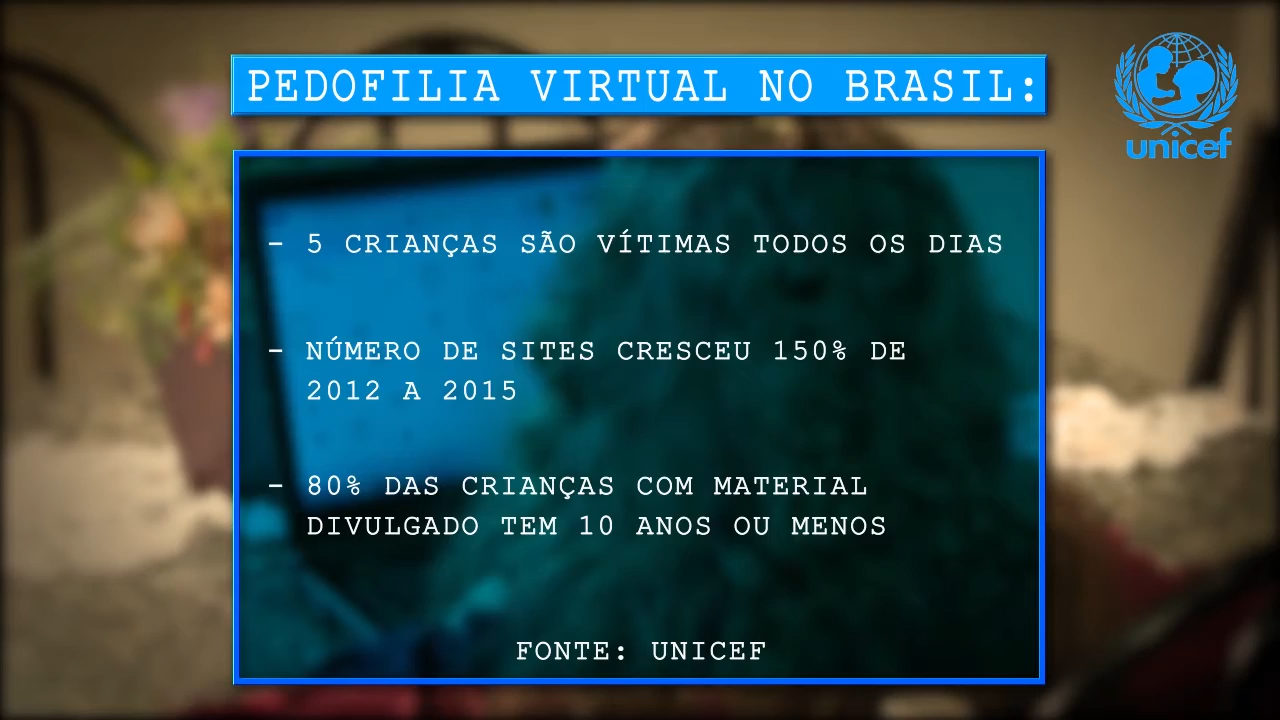 PEDOFILIA VIRTUAL NO BRASIL:
unicef
- 5 CRIANÇAS SÃO VÍTIMAS TODOS OS DIAS
- NÚMERO DE SITES CRESCEU 150% DE
2012 A 2015
- 80% DAS CRIANÇAS COM MATERIAL
DIVULGADO TEM 10 ANOS OU MENOS
FONTE: UNICEF